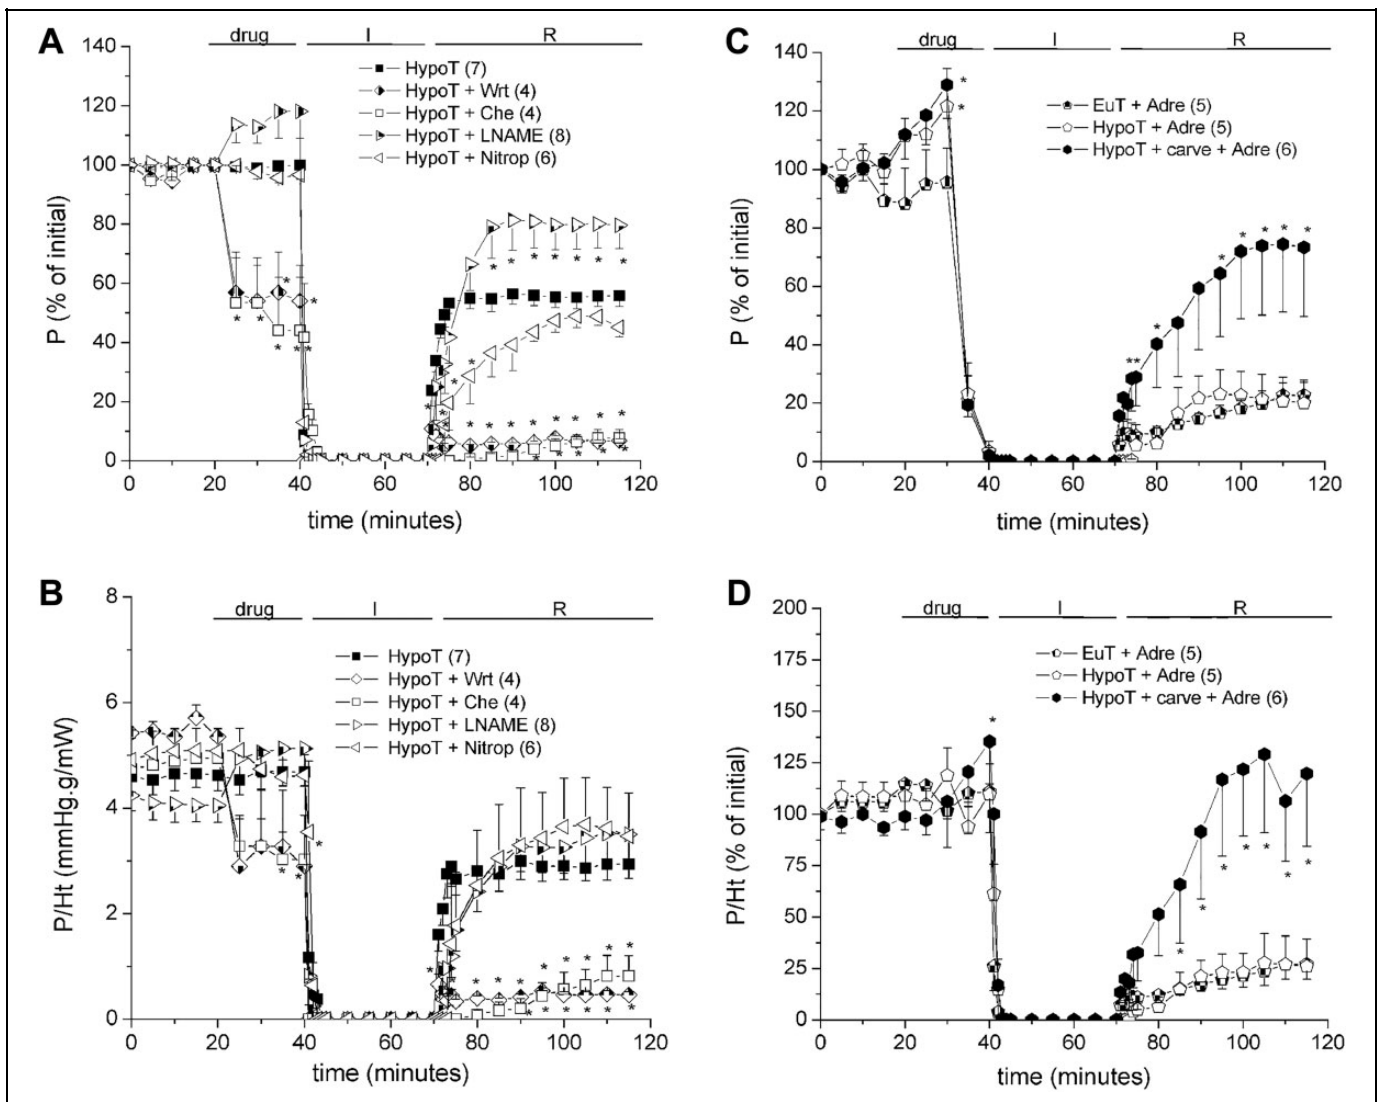 A
drug I R
140
120
100
80
60
40
20
0
P (% of initial)
HypoT (7)
HypoT + Wrt (4)
HypoT + Che (4)
HypoT + LNAME (8)
HypoT + Nitrop (6)
* * * * * * *
* *
* * * * *
* * * *
* * * * * * * *
* * * *
0 20 40 60 80 100 120
time (minutes)
C
drug I R
140
120
100
80
60
40
20
0
P (% of initial)
EuT + Adre (5)
HypoT + Adre (5)
HypoT + carve + Adre (6)
*
*
* * * *
*
*
**
0 20 40 60 80 100 120
time (minutes)
B
drug I R
8
6
4
2
0
P/Ht (mmHg.g/mW)
HypoT (7)
HypoT + Wrt (4)
HypoT + Che (4)
HypoT + LNAME (8)
HypoT + Nitrop (6)
*
* *
* * * * * * * * *
* * * * * *
0 20 40 60 80 100 120
time (minutes)
D
drug I R
200
175
150
125
100
75
50
25
0
P/Ht (% of initial)
EuT + Adre (5)
HypoT + Adre (5)
HypoT + carve + Adre (6)
*
* * * * *
*
*
0 20 40 60 80 100 120
time (minutes)